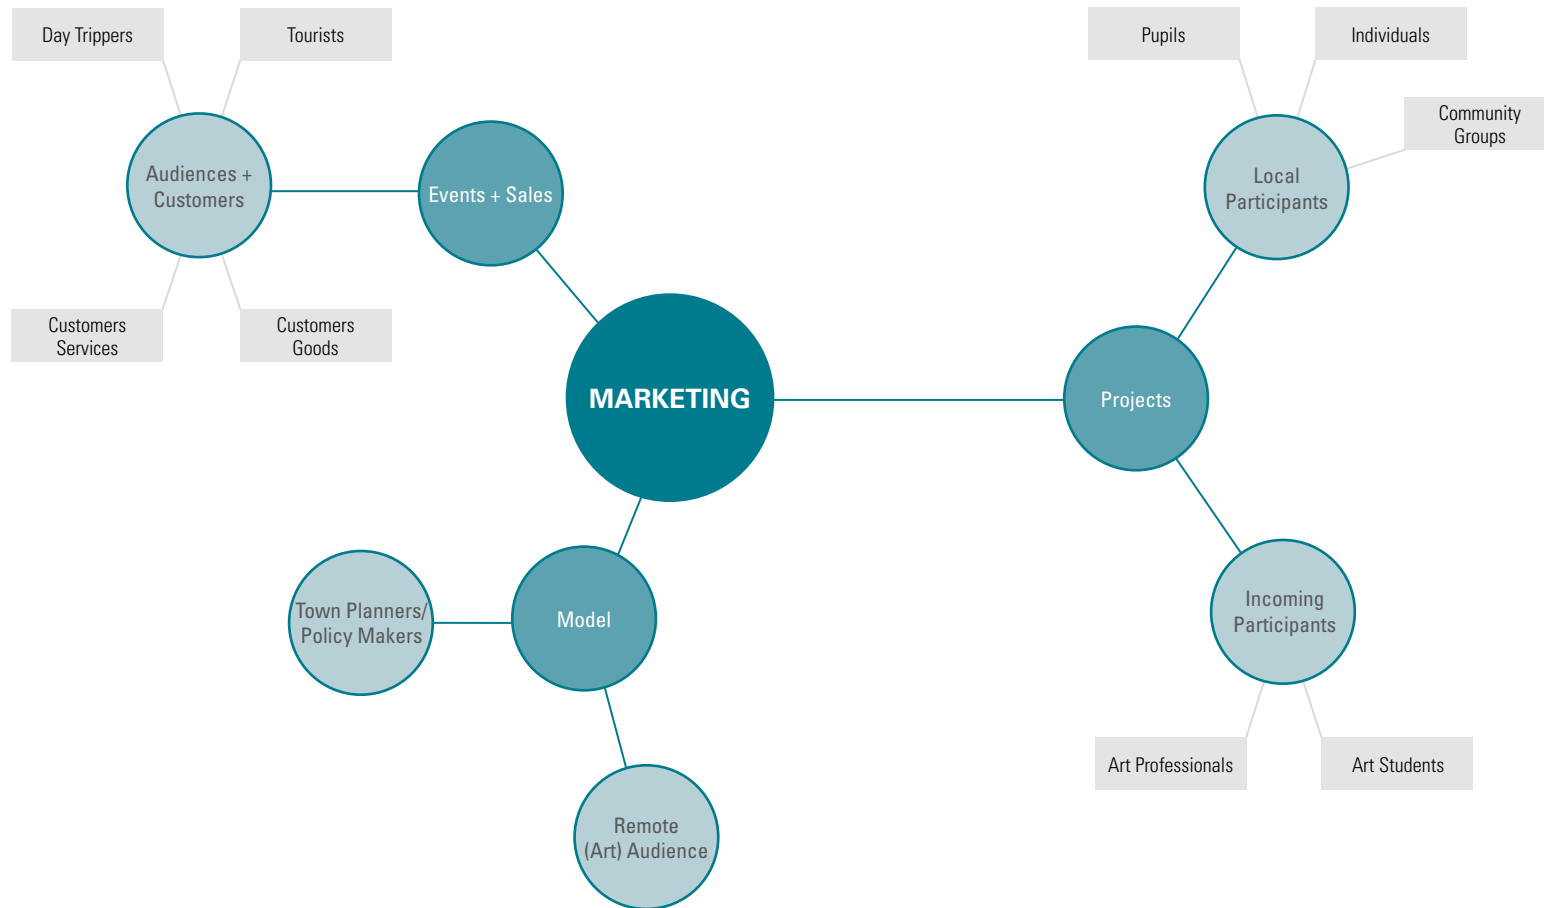 Day Trippers
Tourists
Audiences +
Customers
Customers
Services
Customers
Goods
Events + Sales
MARKETING
Model
Town Planners/
Policy Makers
Remote
(Art) Audience
Projects
Pupils
Individuals
Community
Groups
Local
Participants
Incoming
Participants
Art Professionals
Art Students